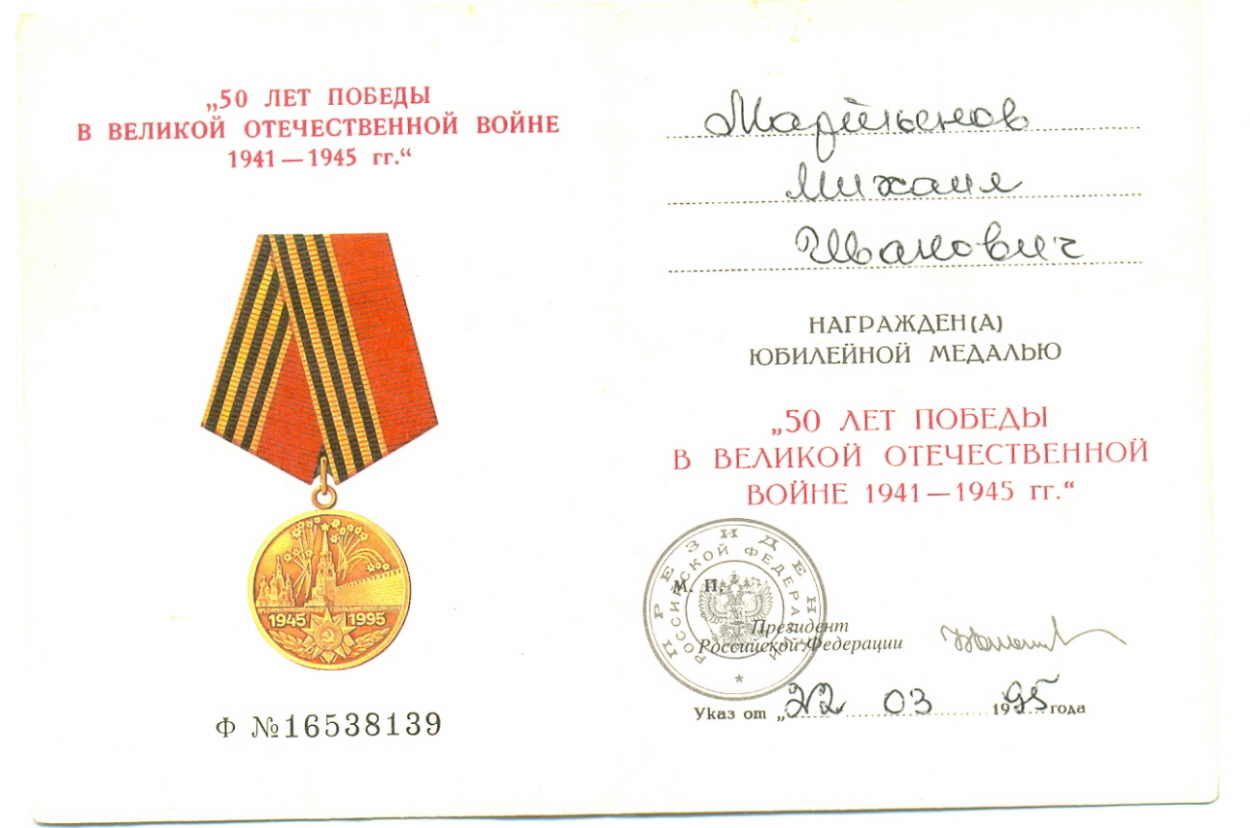 „50 ЛЕТ ПОБЕДЫ
В ВЕЛИКОЙ ОТЕЧЕСТВЕННОЙ ВОЙНЕ
1941—1945 гг.“
1945 1995
Ф №16538139
Мартьенов
Михаил
Иванович
НАГРАЖДЕН(А)
ЮБИЛЕЙНОЙ МЕДАЛЬЮ
„50 ЛЕТ ПОБЕДЫ
В ВЕЛИКОЙ ОТЕЧЕСТВЕННОЙ
ВОЙНЕ 1941—1945 гг.“
ПРЕЗИДЕНТ
РОССИЙСКОЙ ФЕДЕРАЦИИ
М. П.
Президент
Российской Федерации
Указ от „22 03 1995 года